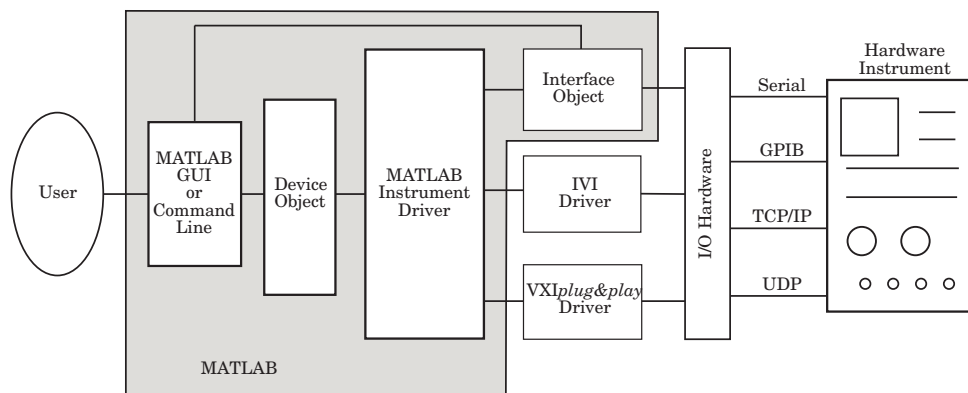 User
MATLAB
GUI
or
Command
Line
Device
Object
MATLAB
Instrument
Driver
Interface
Object
IVI
Driver
VXIplug&play
Driver
MATLAB
I/O Hardware
Serial
GPIB
TCP/IP
UDP
Hardware
Instrument